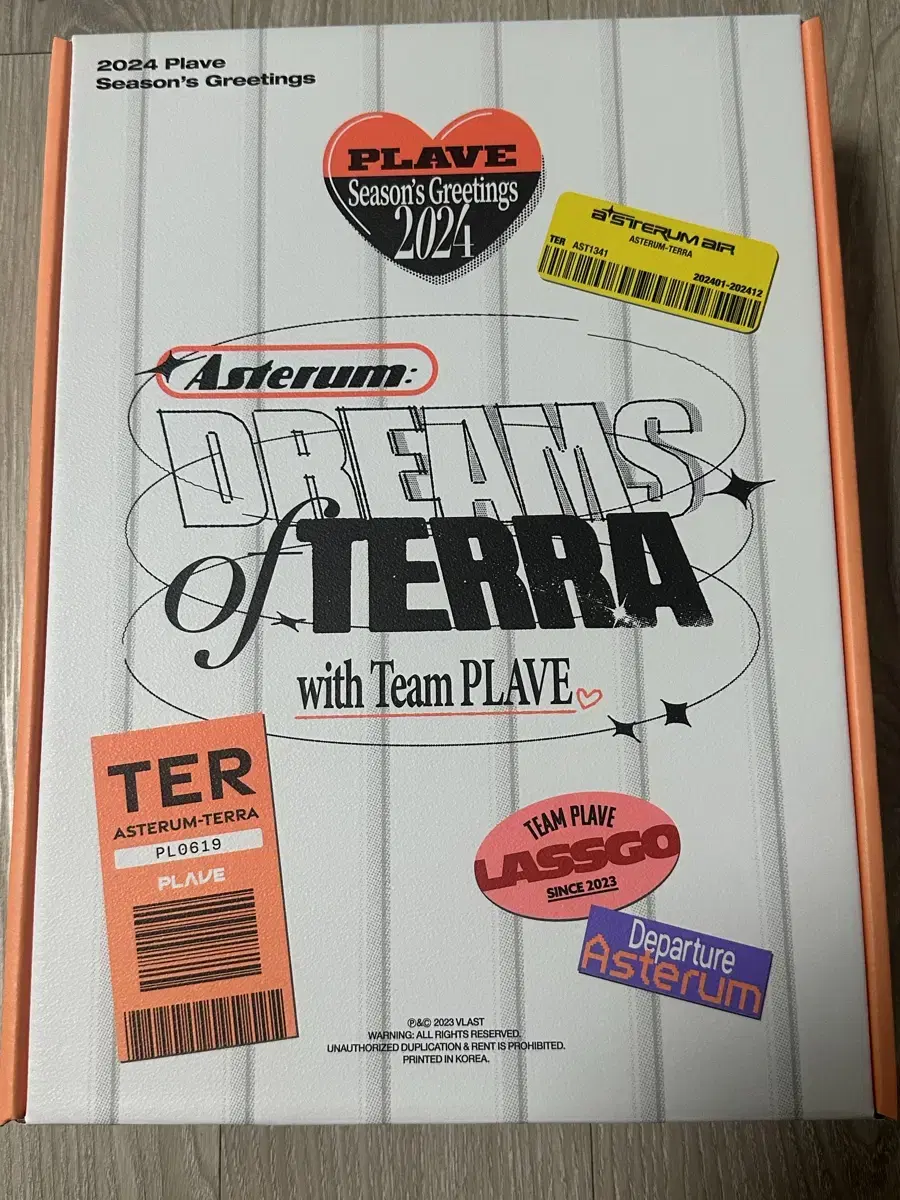 2024 Plave
Season's Greetings
PLAVE
Season's Greetings
2024
asterum air
ASTERUM-TERRA
TER AST1341
202401-202412
Asterum:
DREAMS
of TERRA
with Team PLAVE
TER
ASTERUM-TERRA
PL0619
PLAVE
TEAM PLAVE
LASSGO
SINCE 2023
Departure
Asterum
℗&© 2023 VLAST
WARNING: ALL RIGHTS RESERVED.
UNAUTHORIZED DUPLICATION & RENT IS PROHIBITED.
PRINTED IN KOREA.